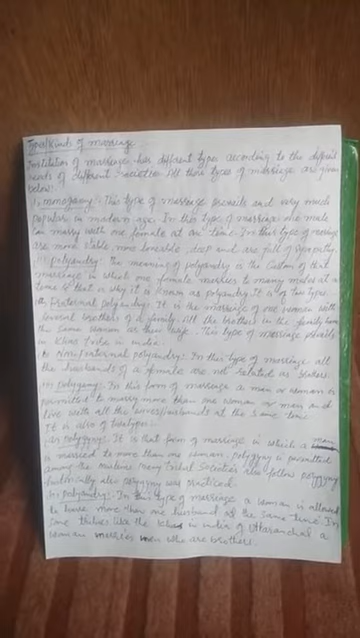 Types/Kinds of marriage
Institution of marriage has different types according to the different
needs of different societies. All these types of marriage are given
below:
monogamy: This type of marriage prevails and very much
popular in modern age. In this type of marriage one male
can marry with one female at one time. In this type of marriage
are more stable, more loveable, deep and are full of sympathy
Polyandry: the meaning of polyandry is the custom of that
marriage in which one female marries to many males at a
time & that is why it is known as polyandry. It is of two types
Fraternal polyandry: It is the marriage of one woman with
several brothers of a family. All the brothers in the family
the same woman as their wife. This type of marriage prevails
in Khas tribe in india.
Non fraternal polyandry: In this type of marriage all
the husbands of a female are not related as brothers.
polygamy: In this form of marriage a man or woman is
permitted to marry more than one woman or man and
live with all the wives/husbands at the same time.
It is also of two types.
polygyny: It is that form of marriage in which a man
is married to more than one woman. polygyny is permitted
among the muslims many tribal societies also follow polygyny
historically also polygyny was practiced.
polyandry: In this type of marriage a woman is allowed
to have more than one husband at the same time. In
some tribes like the Khas in india of Uttaranchal a
woman marries men who are brothers.